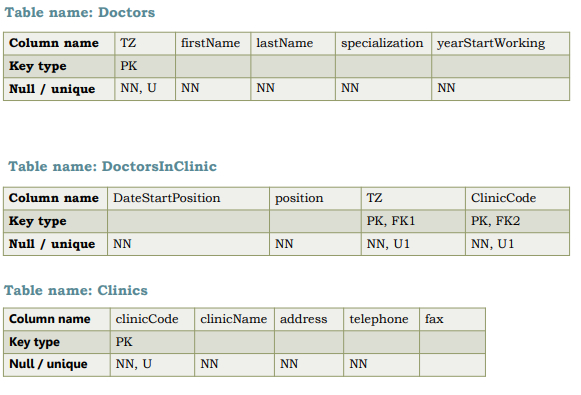 Table name: Doctors
Column name TZ firstName lastName specialization yearStartWorking
Key type PK
Null / unique NN, U NN NN NN NN
Table name: DoctorsInClinic
Column name DateStartPosition position TZ ClinicCode
Key type PK, FK1 PK, FK2
Null / unique NN NN NN, U1 NN, U1
Table name: Clinics
Column name clinicCode clinicName address telephone fax
Key type PK
Null / unique NN, U NN NN NN